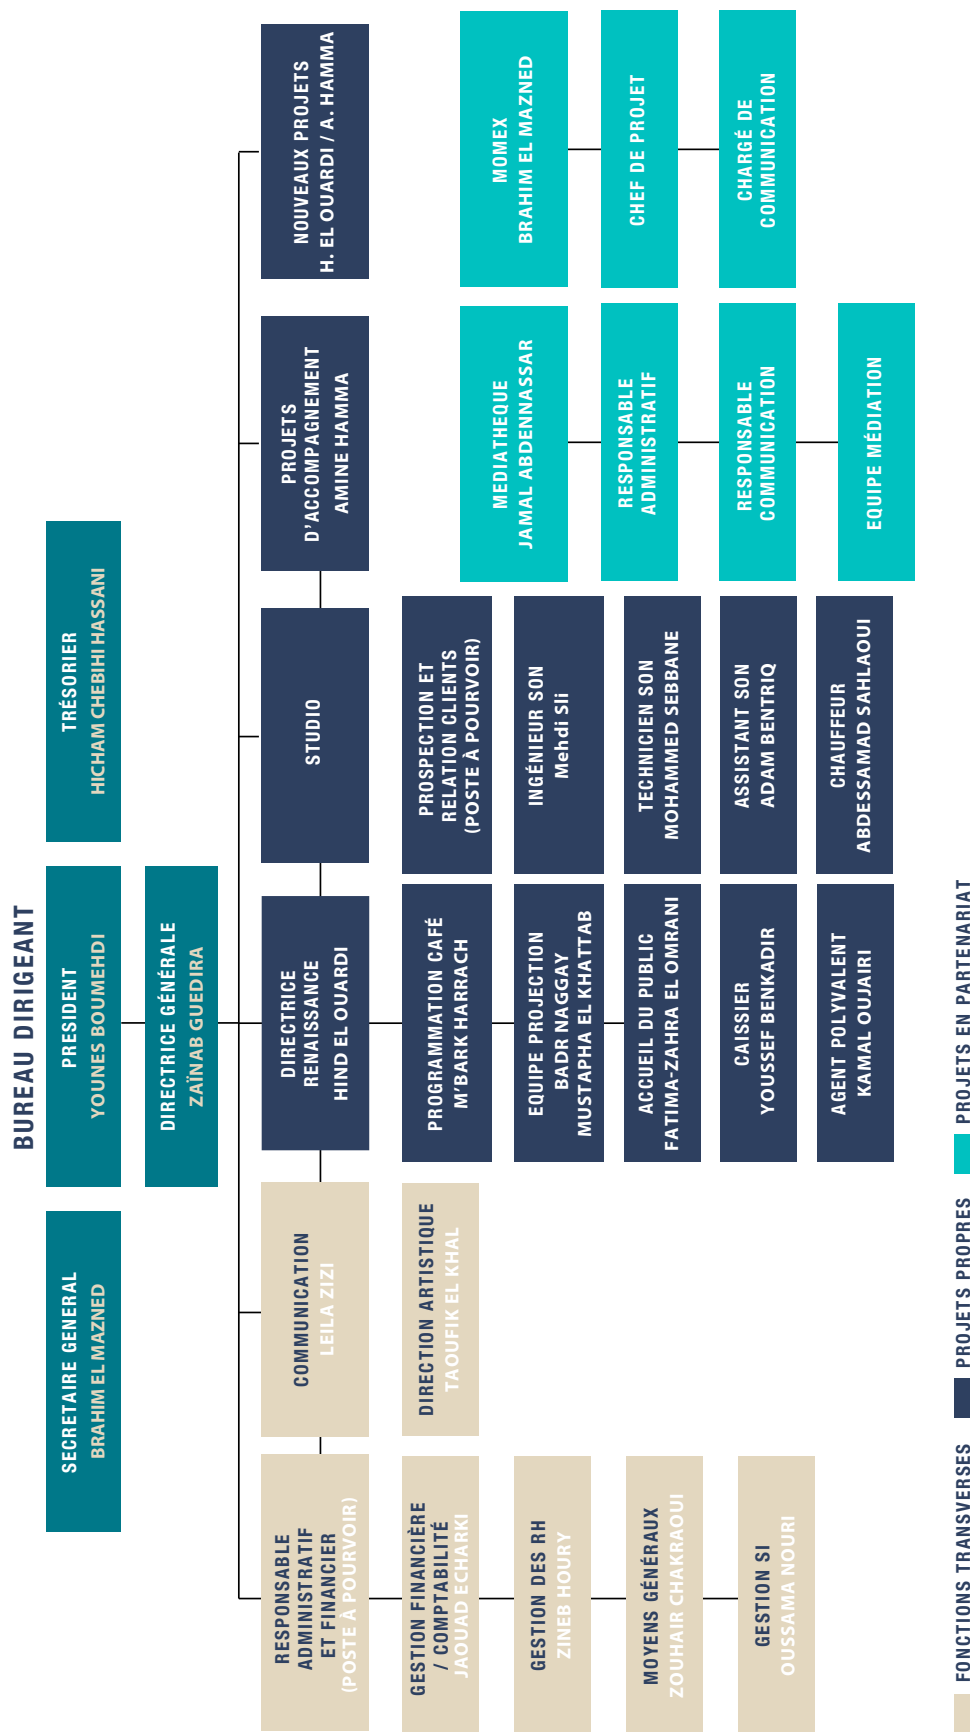 BUREAU DIRIGEANT
SECRETAIRE GENERAL
BRAHIM EL MAZNED
PRESIDENT
YOUNES BOUMEHDI
TRÉSORIER
HICHAM CHEBIHI HASSANI
DIRECTRICE GÉNÉRALE
ZAÏNAB GUEDIRA
RESPONSABLE
ADMINISTRATIF
ET FINANCIER
(POSTE À POURVOIR)
COMMUNICATION
LEILA ZIZI
DIRECTRICE
RENAISSANCE
HIND EL OUARDI
STUDIO
PROJETS
D'ACCOMPAGNEMENT
AMINE HAMMA
NOUVEAUX PROJETS
H. EL OUARDI / A. HAMMA
GESTION FINANCIÈRE
/ COMPTABILITÉ
JAOUAD ECHARKI
GESTION DES RH
ZINEB HOURY
MOYENS GÉNÉRAUX
ZOUHAIR CHAKRAOUI
GESTION SI
OUSSAMA NOURI
DIRECTION ARTISTIQUE
TAOUFIK EL KHAL
PROGRAMMATION CAFÉ
M'BARK HARRACH
EQUIPE PROJECTION
BADR NAGGAY
MUSTAPHA EL KHATTAB
ACCUEIL DU PUBLIC
FATIMA-ZAHRA EL OMRANI
CAISSIER
YOUSSEF BENKADIR
AGENT POLYVALENT
KAMAL OUJAIRI
PROSPECTION ET
RELATION CLIENTS
(POSTE À POURVOIR)
INGÉNIEUR SON
Mehdi Sli
TECHNICIEN SON
MOHAMMED SEBBANE
ASSISTANT SON
ADAM BENTRIQ
CHAUFFEUR
ABDESSAMAD SAHLAOUI
MEDIATHEQUE
JAMAL ABDENNASSAR
RESPONSABLE
ADMINISTRATIF
RESPONSABLE
COMMUNICATION
EQUIPE MÉDIATION
MOMEX
BRAHIM EL MAZNED
CHEF DE PROJET
CHARGÉ DE
COMMUNICATION
FONCTIONS TRANSVERSES
PROJETS PROPRES
PROJETS EN PARTENARIAT